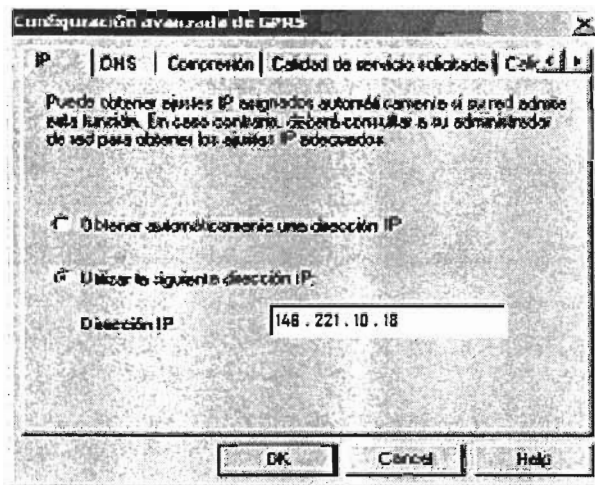 Configuración avanzada de GPRS
IP
DNS
Compresión
Calidad de servicio solicitada
Puede obtener ajustes IP asignados automáticamente si su red admite
esta función. En caso contrario, deberá consultar a su administrador
de red para obtener los ajustes IP adecuados.
Obtener automáticamente una dirección IP
Utilizar la siguiente dirección IP:
Dirección IP
148 . 221 . 10 . 18
OK
Cancel
Help